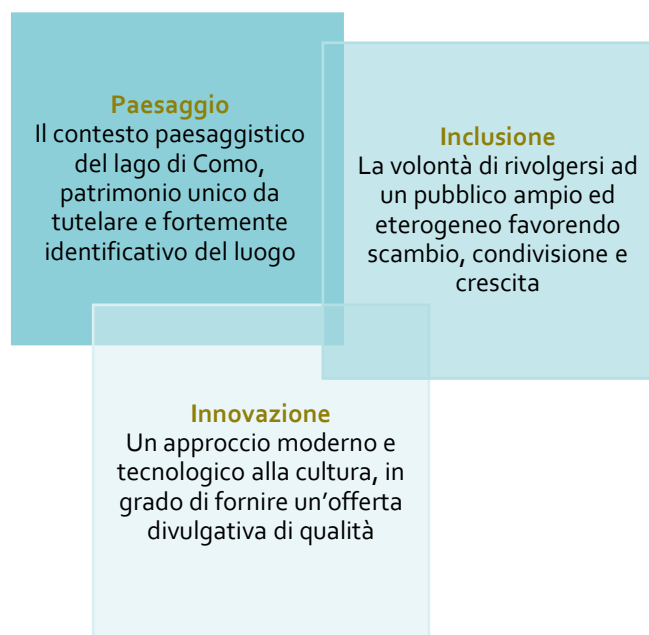 Paesaggio
Il contesto paesaggistico
del lago di Como,
patrimonio unico da
tutelare e fortemente
identificativo del luogo
Inclusione
La volontà di rivolgersi ad
un pubblico ampio ed
eterogeneo favorendo
scambio, condivisione e
crescita
Innovazione
Un approccio moderno e
tecnologico alla cultura, in
grado di fornire un’offerta
divulgativa di qualità